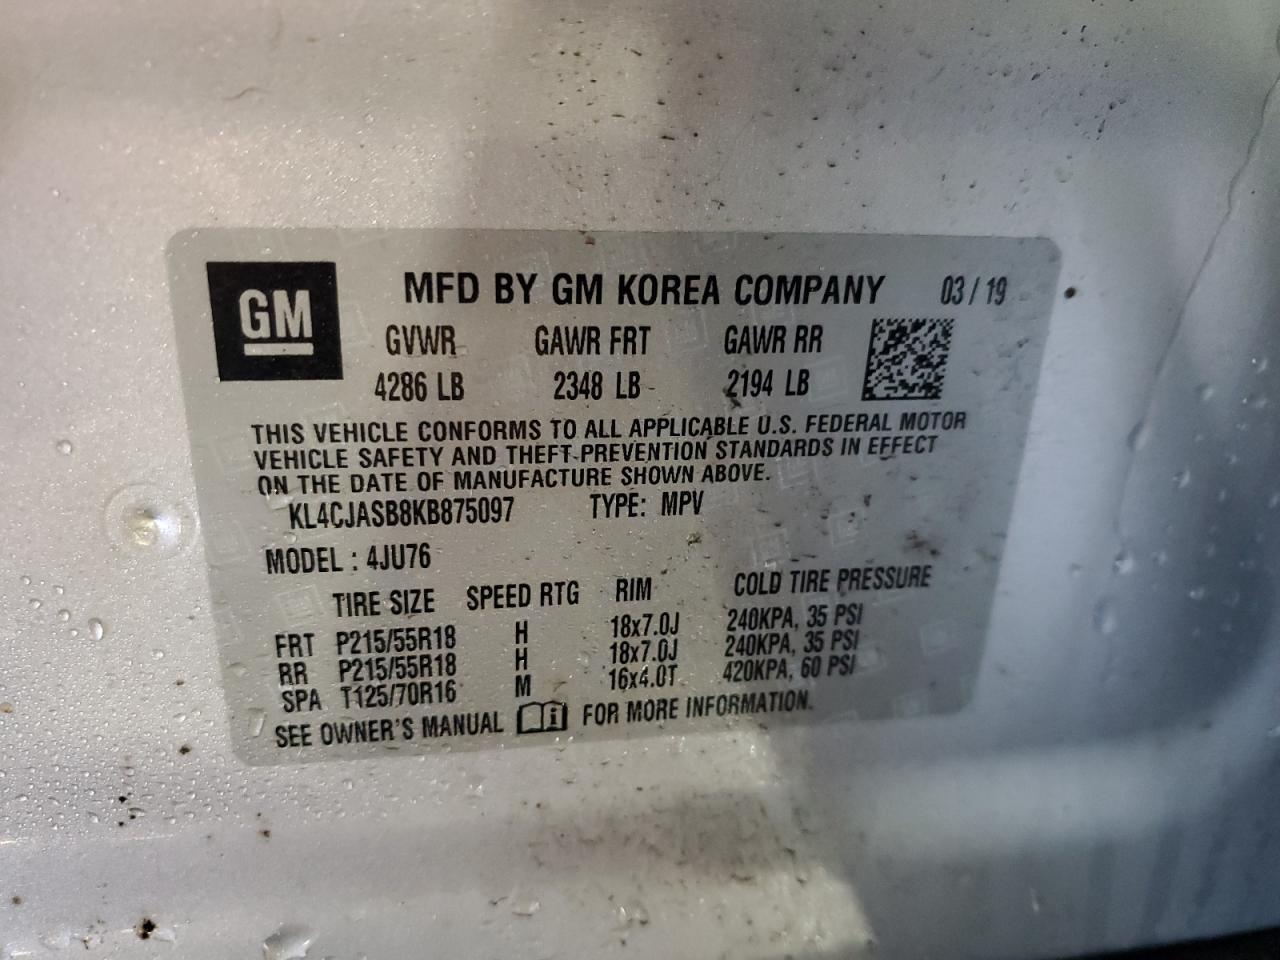 GM
MFD BY GM KOREA COMPANY 03/19
GVWR GAWR FRT GAWR RR
4286 LB 2348 LB 2194 LB
THIS VEHICLE CONFORMS TO ALL APPLICABLE U.S. FEDERAL MOTOR
VEHICLE SAFETY AND THEFT PREVENTION STANDARDS IN EFFECT
ON THE DATE OF MANUFACTURE SHOWN ABOVE.
KL4CJASB8KB875097 TYPE: MPV
MODEL : 4JU76
TIRE SIZE SPEED RTG RIM COLD TIRE PRESSURE
FRT P215/55R18 H 18x7.0J 240KPA, 35 PSI
RR P215/55R18 H 18x7.0J 240KPA, 35 PSI
SPA T125/70R16 M 16x4.0T 420KPA, 60 PSI
SEE OWNER'S MANUAL i FOR MORE INFORMATION.